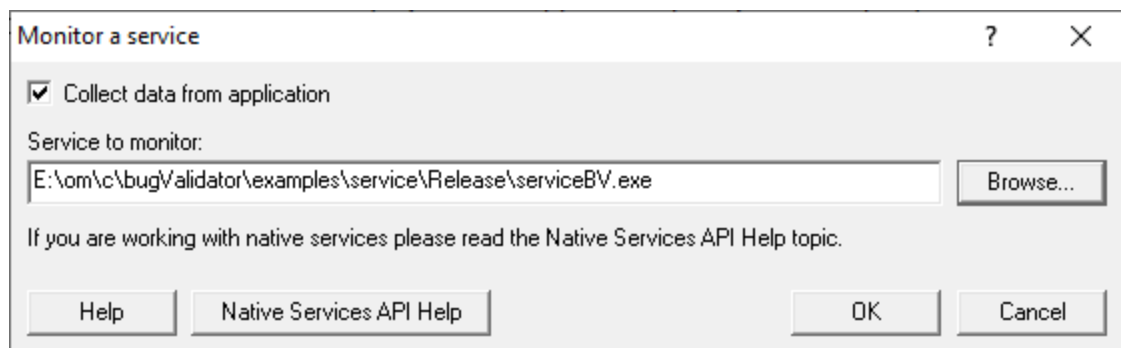 Monitor a service ?
Collect data from application
Service to monitor:
E:\om\c\bugValidator\examples\service\Release\serviceBV.exe Browse...
If you are working with native services please read the Native Services API Help topic.
Help Native Services API Help OK Cancel